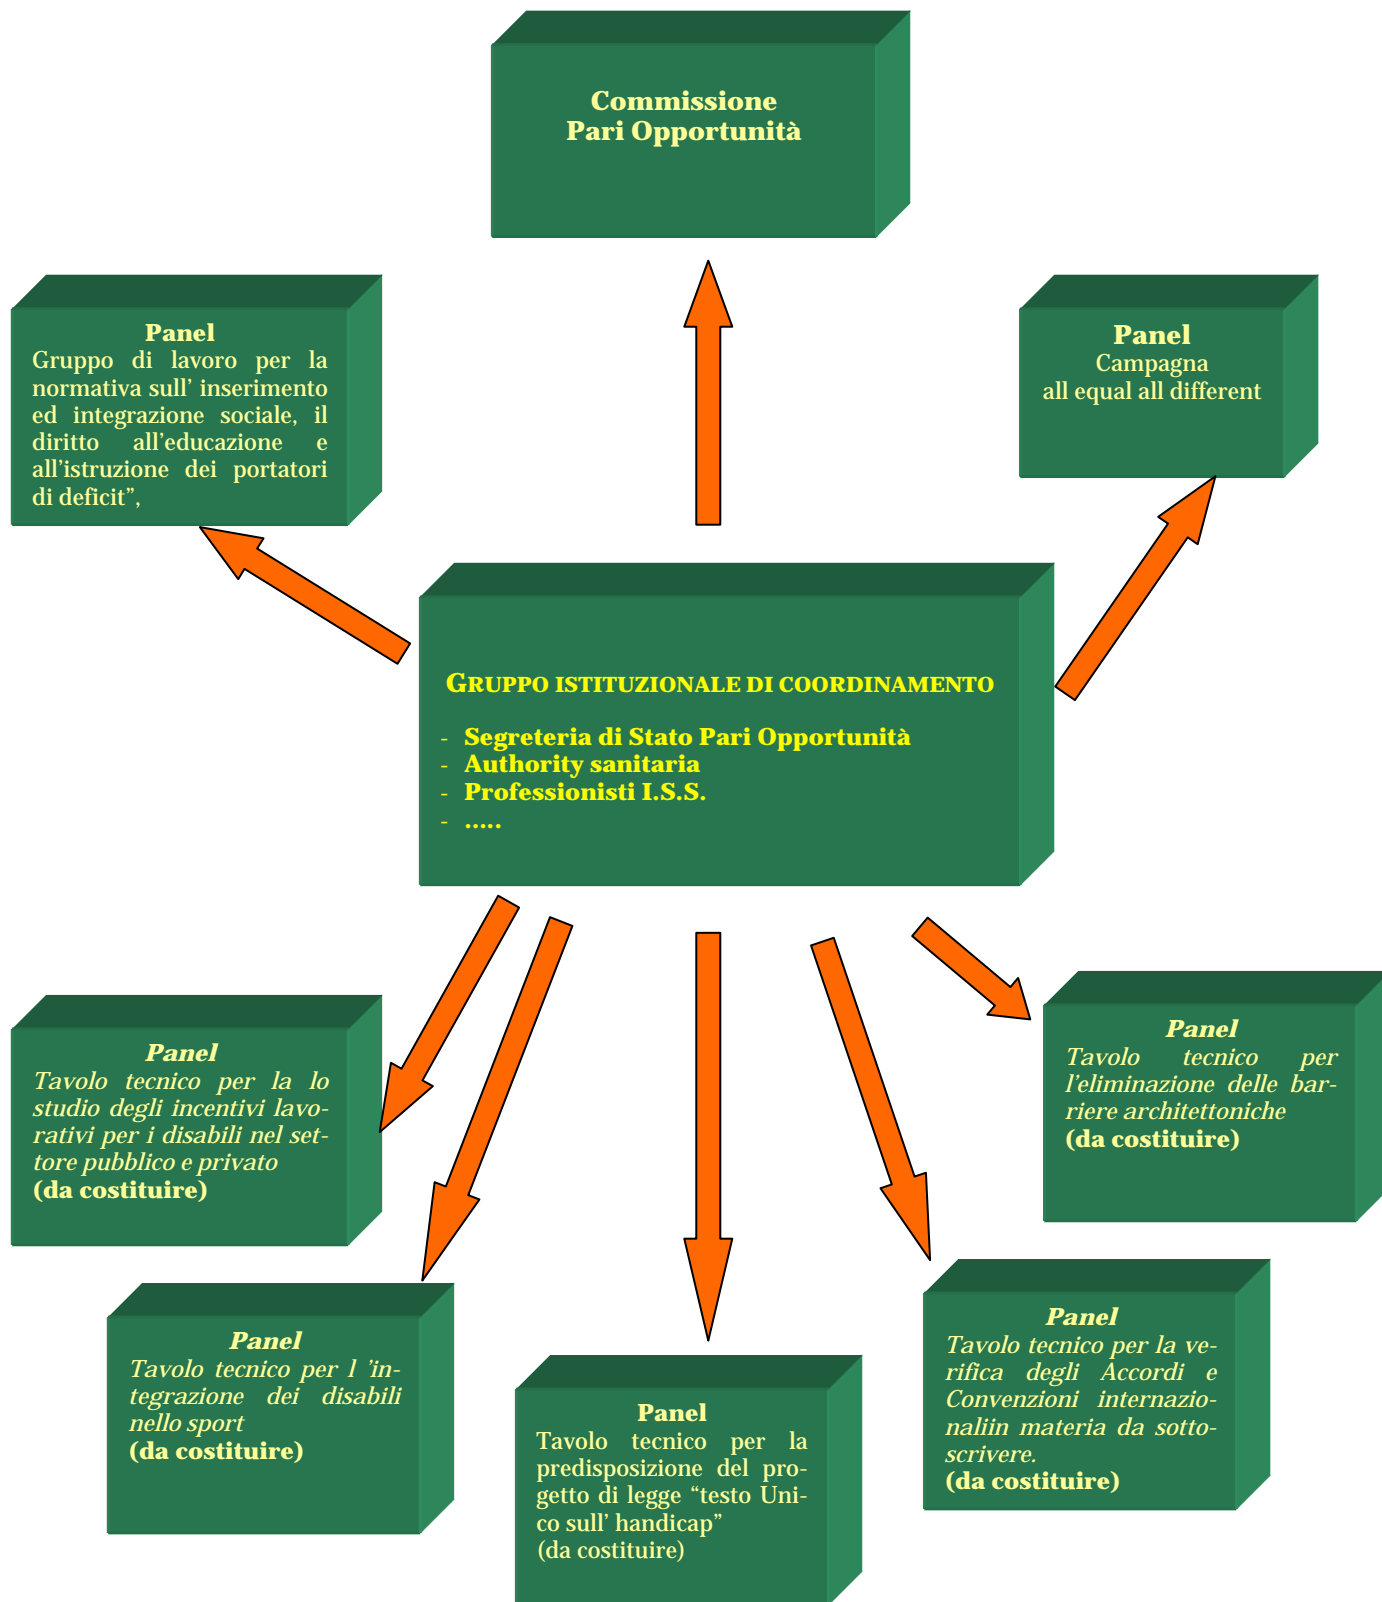 Commissione
Pari Opportunità
Panel
Gruppo di lavoro per la
normativa sull' inserimento
ed integrazione sociale, il
diritto all'educazione e
all'istruzione dei portatori
di deficit”,
Panel
Campagna
all equal all different
GRUPPO ISTITUZIONALE DI COORDINAMENTO
- Segreteria di Stato Pari Opportunità
- Authority sanitaria
- Professionisti I.S.S.
- .....
Panel
Tavolo tecnico per la lo
studio degli incentivi lavo-
rativi per i disabili nel set-
tore pubblico e privato
(da costituire)
Panel
Tavolo tecnico per
l'eliminazione delle bar-
riere architettoniche
(da costituire)
Panel
Tavolo tecnico per l 'in-
tegrazione dei disabili
nello sport
(da costituire)
Panel
Tavolo tecnico per la
predisposizione del pro-
getto di legge “testo Uni-
co sull' handicap”
(da costituire)
Panel
Tavolo tecnico per la ve-
rifica degli Accordi e
Convenzioni internazio-
naliin materia da sotto-
scrivere.
(da costituire)